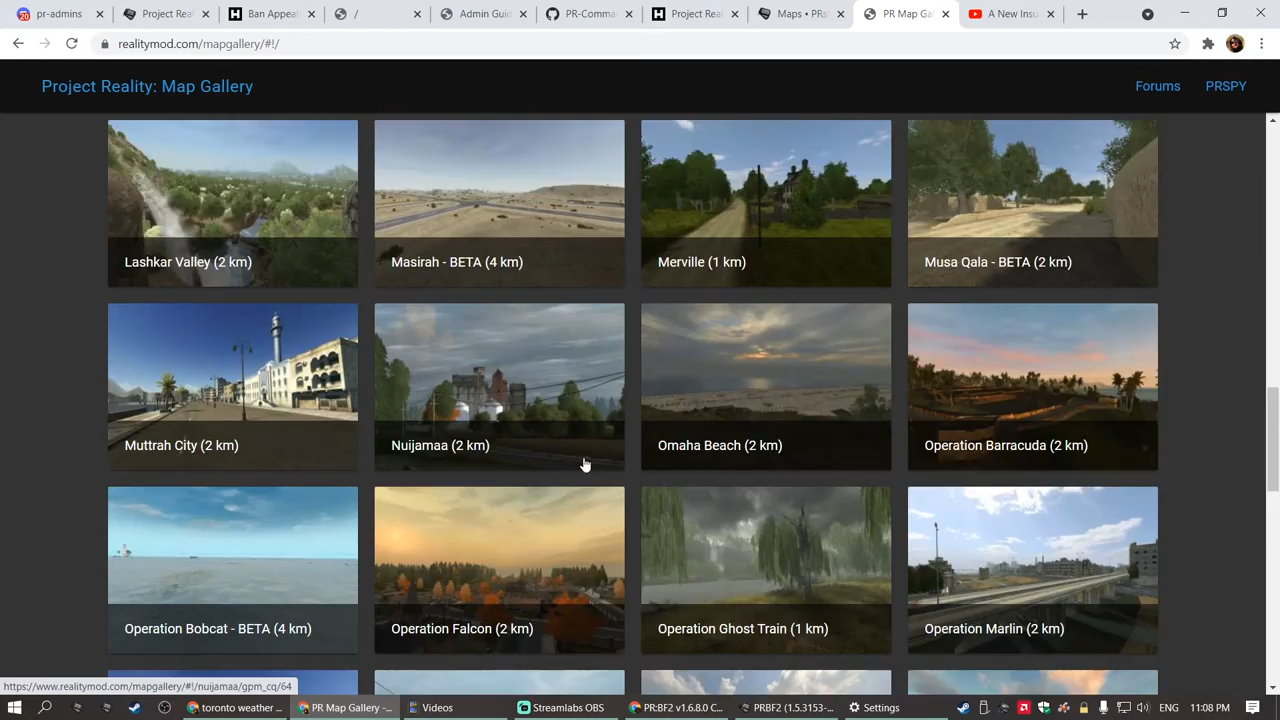 20
pr-admins
Project Rea
Ban Appea
/
Admin Guid
PR-Comma
Project Rea
Maps • PRs
PR Map Ga
A New Insu
realitymod.com/mapgallery/#!/
Project Reality: Map Gallery
Forums
PRSPY
Lashkar Valley (2 km)
Masirah - BETA (4 km)
Merville (1 km)
Musa Qala - BETA (2 km)
Muttrah City (2 km)
Nuijamaa (2 km)
Omaha Beach (2 km)
Operation Barracuda (2 km)
Operation Bobcat - BETA (4 km)
Operation Falcon (2 km)
Operation Ghost Train (1 km)
Operation Marlin (2 km)
https://www.realitymod.com/mapgallery/#!/nuijamaa/gpm_cq/64
toronto weather ...
PR Map Gallery -...
Videos
Streamlabs OBS
PR:BF2 v1.6.8.0 C...
PRBF2 (1.5.3153-...
Settings
ENG
11:08 PM